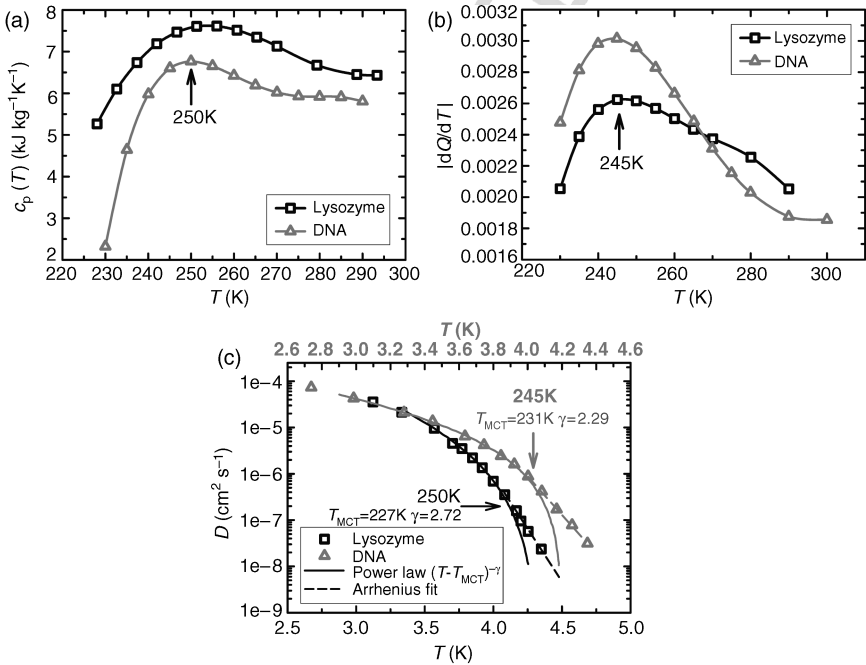 (a)
8
7
6
5
4
3
2
c_p (T) (kJ kg⁻¹K⁻¹)
250K
Lysozyme
DNA
220 230 240 250 260 270 280 290 300
T (K)
(b)
0.0032
0.0030
0.0028
0.0026
0.0024
0.0022
0.0020
0.0018
0.0016
|dQ/dT|
Lysozyme
DNA
245K
220 240 260 280 300
T (K)
(c)
T (K)
2.6 2.8 3.0 3.2 3.4 3.6 3.8 4.0 4.2 4.4 4.6
1e−4
1e−5
1e−6
1e−7
1e−8
1e−9
D (cm² s⁻¹)
245K
T_MCT=231K γ=2.29
250K
T_MCT=227K γ=2.72
Lysozyme
DNA
Power law (T-T_MCT)^−γ
Arrhenius fit
2.5 3.0 3.5 4.0 4.5 5.0
T (K)